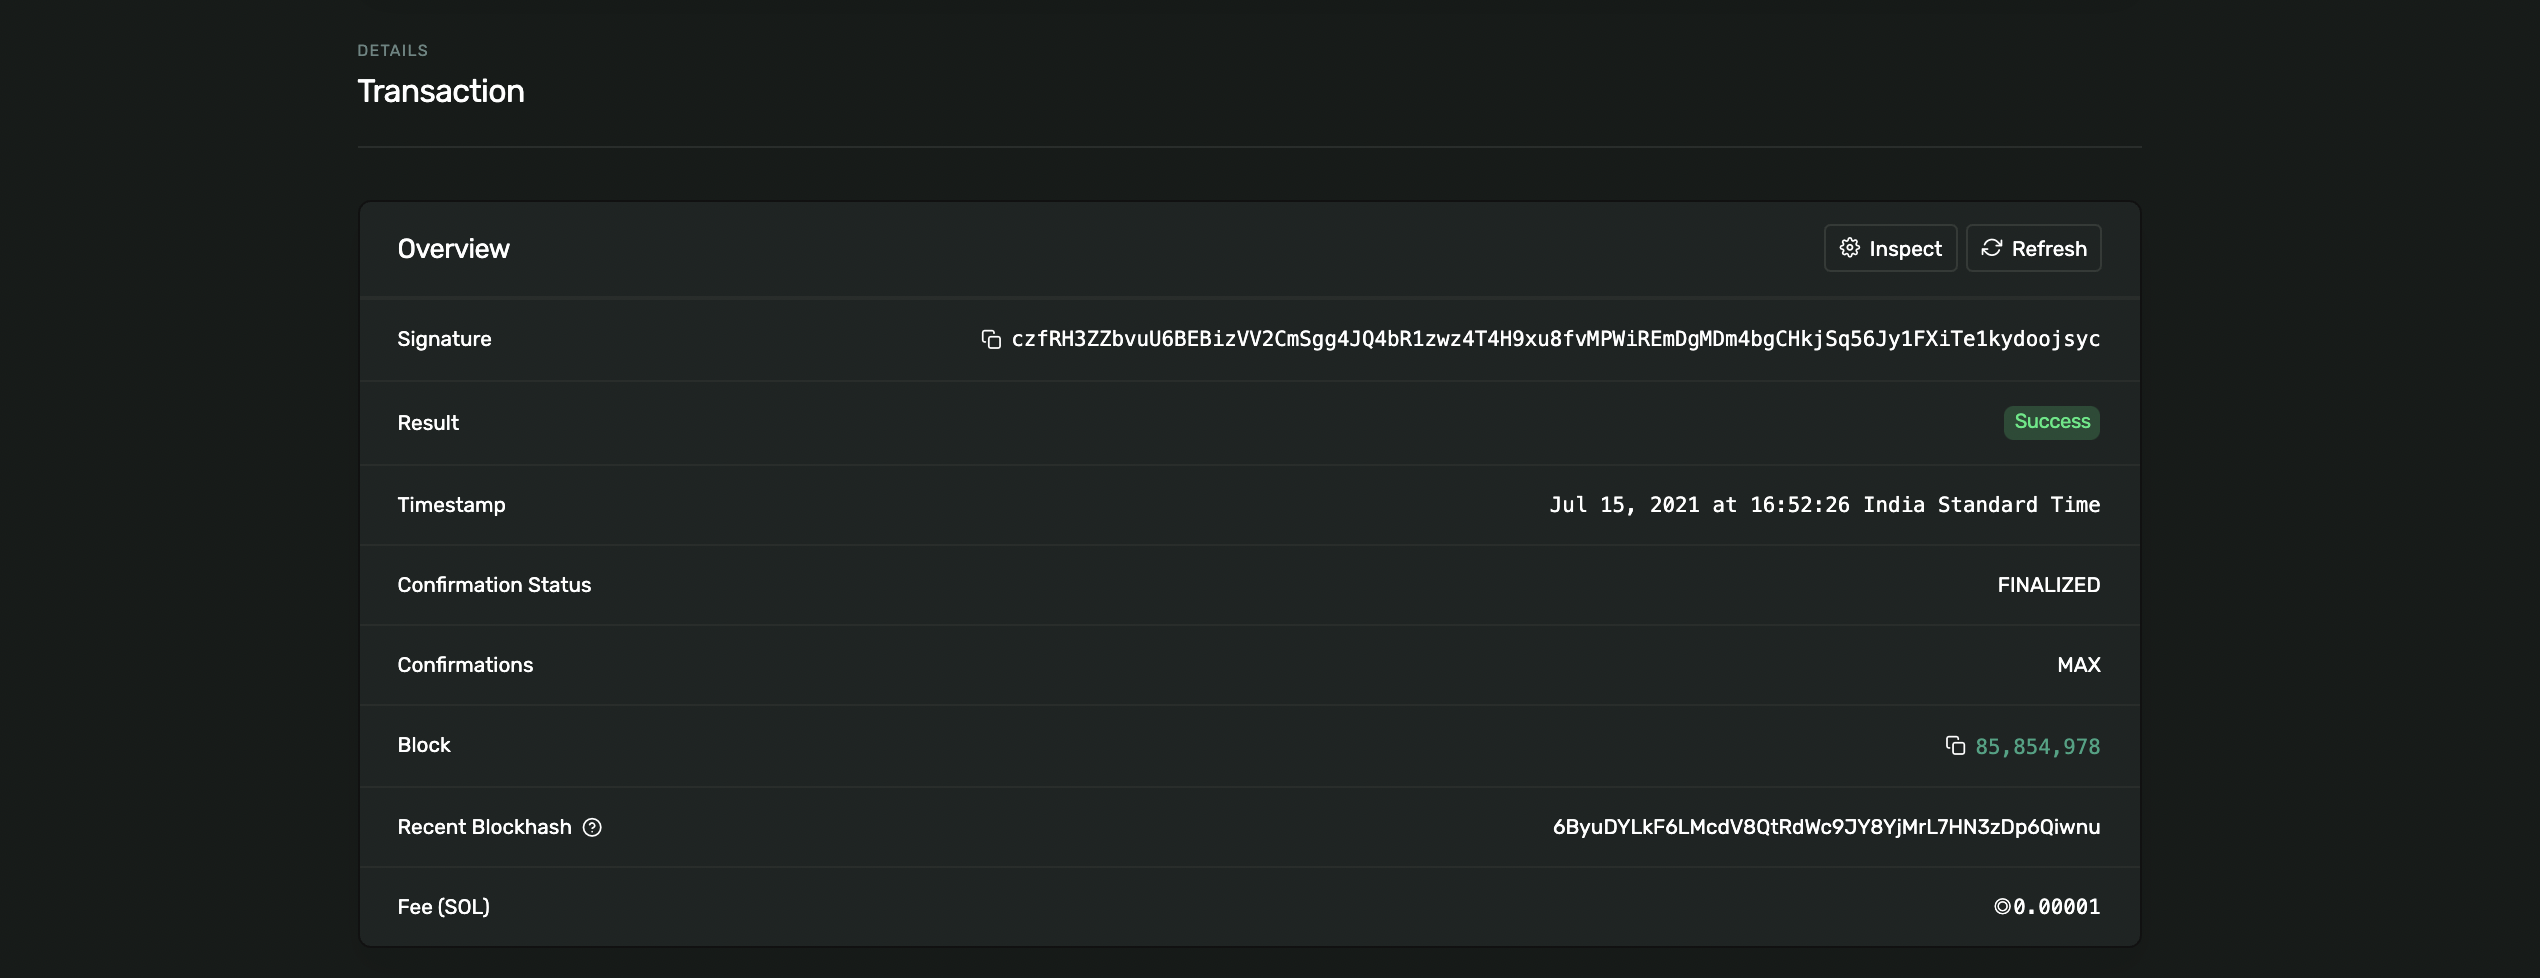 DETAILS
Transaction
Overview
Inspect
Refresh
Signature
czfRH3ZZbvuU6BEBizVV2CmSgg4JQ4bR1zwz4T4H9xu8fvMPWiREmDgMDm4bgCHkjSq56Jy1FXiTe1kydoojsyc
Result
Success
Timestamp
Jul 15, 2021 at 16:52:26 India Standard Time
Confirmation Status
FINALIZED
Confirmations
MAX
Block
85,854,978
Recent Blockhash
6ByuDYLkF6LMcdV8QtRdWc9JY8YjMrL7HN3zDp6Qiwnu
Fee (SOL)
◎0.00001